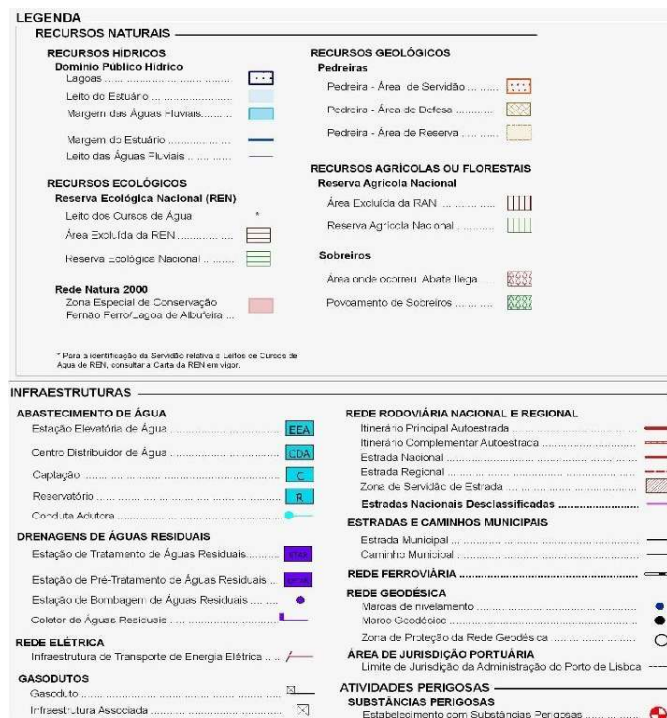 LEGENDA
RECURSOS NATURAIS
RECURSOS HÍDRICOS
Domínio Público Hídrico
Lagoas
Leito do Estuário
Margem das Águas Fluviais
Margem do Estuário
Leito das Águas Fluviais
RECURSOS ECOLÓGICOS
Reserva Ecológica Nacional (REN)
Leito dos Cursos de Água *
Área Excluída da REN
Reserva Ecológica Nacional
Rede Natura 2000
Zona Especial de Conservação
Fernão Ferro/Lagoa de Albufeira
* Para a identificação da Servidão relativa a Leitos de Cursos de
Água de REN, consultar a Carta da REN em vigor.
RECURSOS GEOLÓGICOS
Pedreiras
Pedreira - Área de Servidão
Pedreira - Área de Defesa
Pedreira - Área de Reserva
RECURSOS AGRÍCOLAS OU FLORESTAIS
Reserva Agrícola Nacional
Área Excluída da RAN
Reserva Agrícola Nacional
Sobreiros
Área onde ocorreu Abate Ilega
Povoamento de Sobreiros
INFRAESTRUTURAS
ABASTECIMENTO DE ÁGUA
Estação Elevatória de Água EEA
Centro Distribuidor de Água CDA
Captação C
Reservatório R
Conduta Adutora
DRENAGENS DE ÁGUAS RESIDUAIS
Estação de Tratamento de Águas Residuais
Estação de Pré-Tratamento de Águas Residuais
Estação de Bombagem de Águas Residuais
Coletor de Águas Residuais
REDE ELÉTRICA
Infraestrutura de Transporte de Energia Elétrica
GASODUTOS
Gasoduto
Infraestrutura Associada
REDE RODOVIÁRIA NACIONAL E REGIONAL
Itinerário Principal Autoestrada
Itinerário Complementar Autoestrada
Estrada Nacional
Estrada Regional
Zona de Servidão de Estrada
Estradas Nacionais Desclassificadas
ESTRADAS E CAMINHOS MUNICIPAIS
Estrada Municipal
Caminho Municipal
REDE FERROVIÁRIA
REDE GEODÉSICA
Marcas de nivelamento
Marco Geodésico
Zona de Proteção da Rede Geodésica
ÁREA DE JURISDIÇÃO PORTUÁRIA
Limite de Jurisdição da Administração do Porto de Lisboa
ATIVIDADES PERIGOSAS
SUBSTÂNCIAS PERIGOSAS
Estabelecimento com Substâncias Perigosas